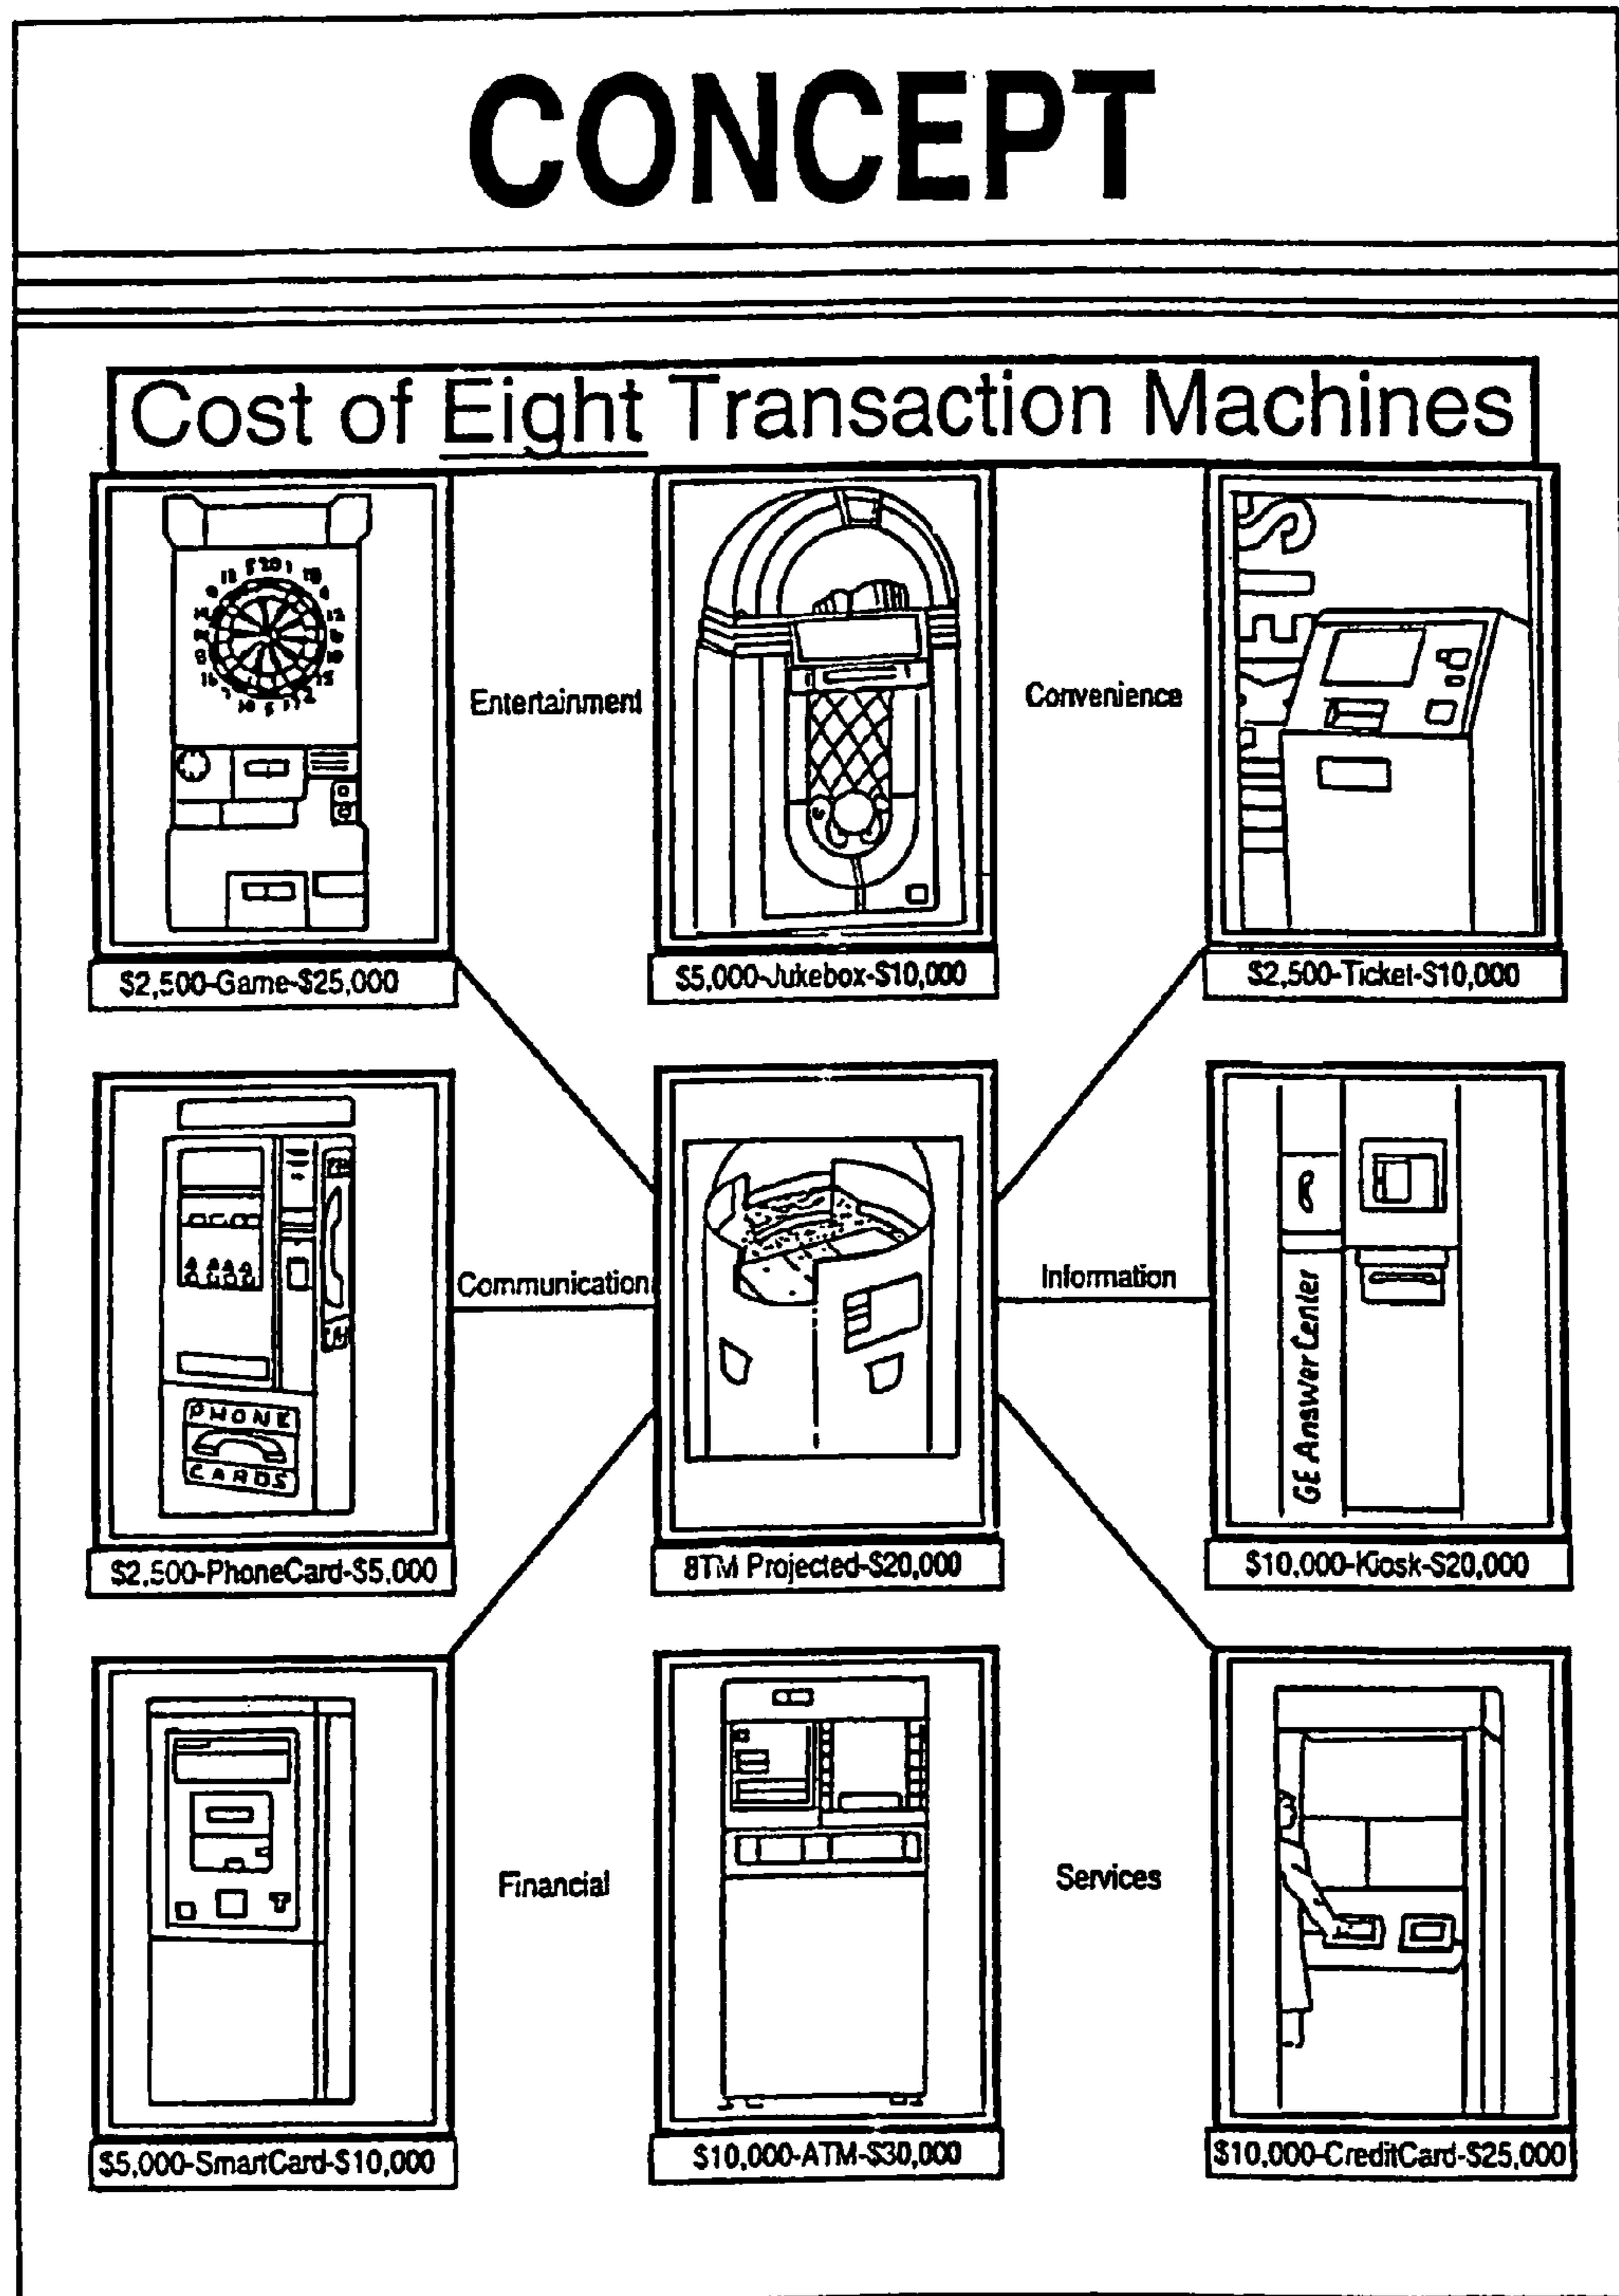 CONCEPT
Cost of Eight Transaction Machines
Entertainment
Convenience
TICKETS
$2,500-Game-$25,000
$5,000-Jukebox-$10,000
$2,500-Ticket-$10,000
PHONE
CARDS
Communication
Information
GE Answer Center
$2,500-PhoneCard-$5,000
8TM Projected-$20,000
$10,000-Kiosk-$20,000
Financial
Services
$5,000-SmartCard-$10,000
$10,000-ATM-$30,000
$10,000-CreditCard-$25,000